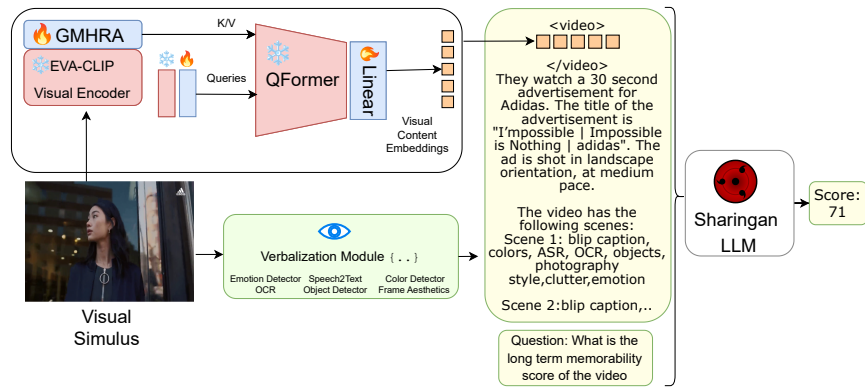 GMHRA
EVA-CLIP
Visual Encoder
K/V
Queries
QFormer
Linear
Visual
Content
Embeddings
Visual
Simulus
Verbalization Module {..}
Emotion Detector Speech2Text Color Detector
OCR Object Detector Frame Aesthetics
<video>
</video>
They watch a 30 second
advertisement for
Adidas. The title of the
advertisement is
"I'mpossible | Impossible
is Nothing | adidas". The
ad is shot in landscape
orientation, at medium
pace.
The video has the
following scenes:
Scene 1: blip caption,
colors, ASR, OCR, objects,
photography
style,clutter,emotion
Scene 2:blip caption,..
Question: What is the
long term memorability
score of the video
Sharingan
LLM
Score:
71